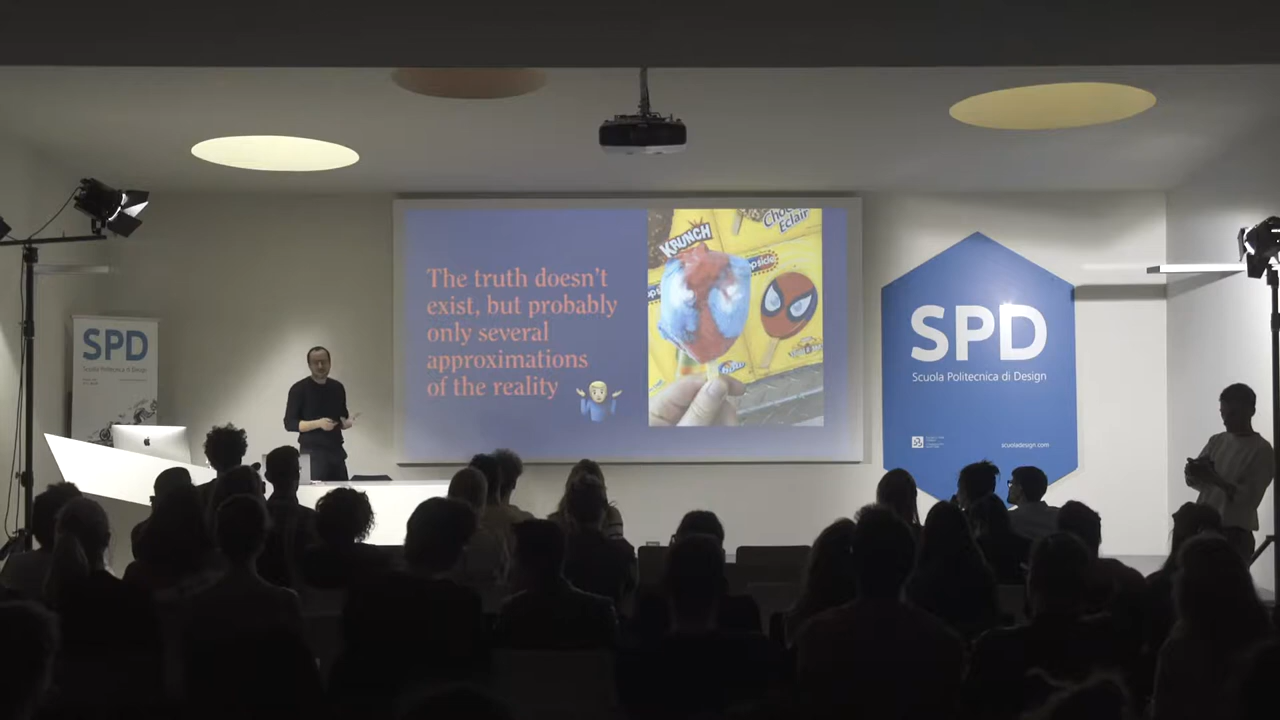 The truth doesn't
exist, but probably
only several
approximations
of the reality
KRUNCH
Eclair
SPD
Scuola Politecnica di Design
SPD
Scuola Politecnica di Design
scuoladesign.com